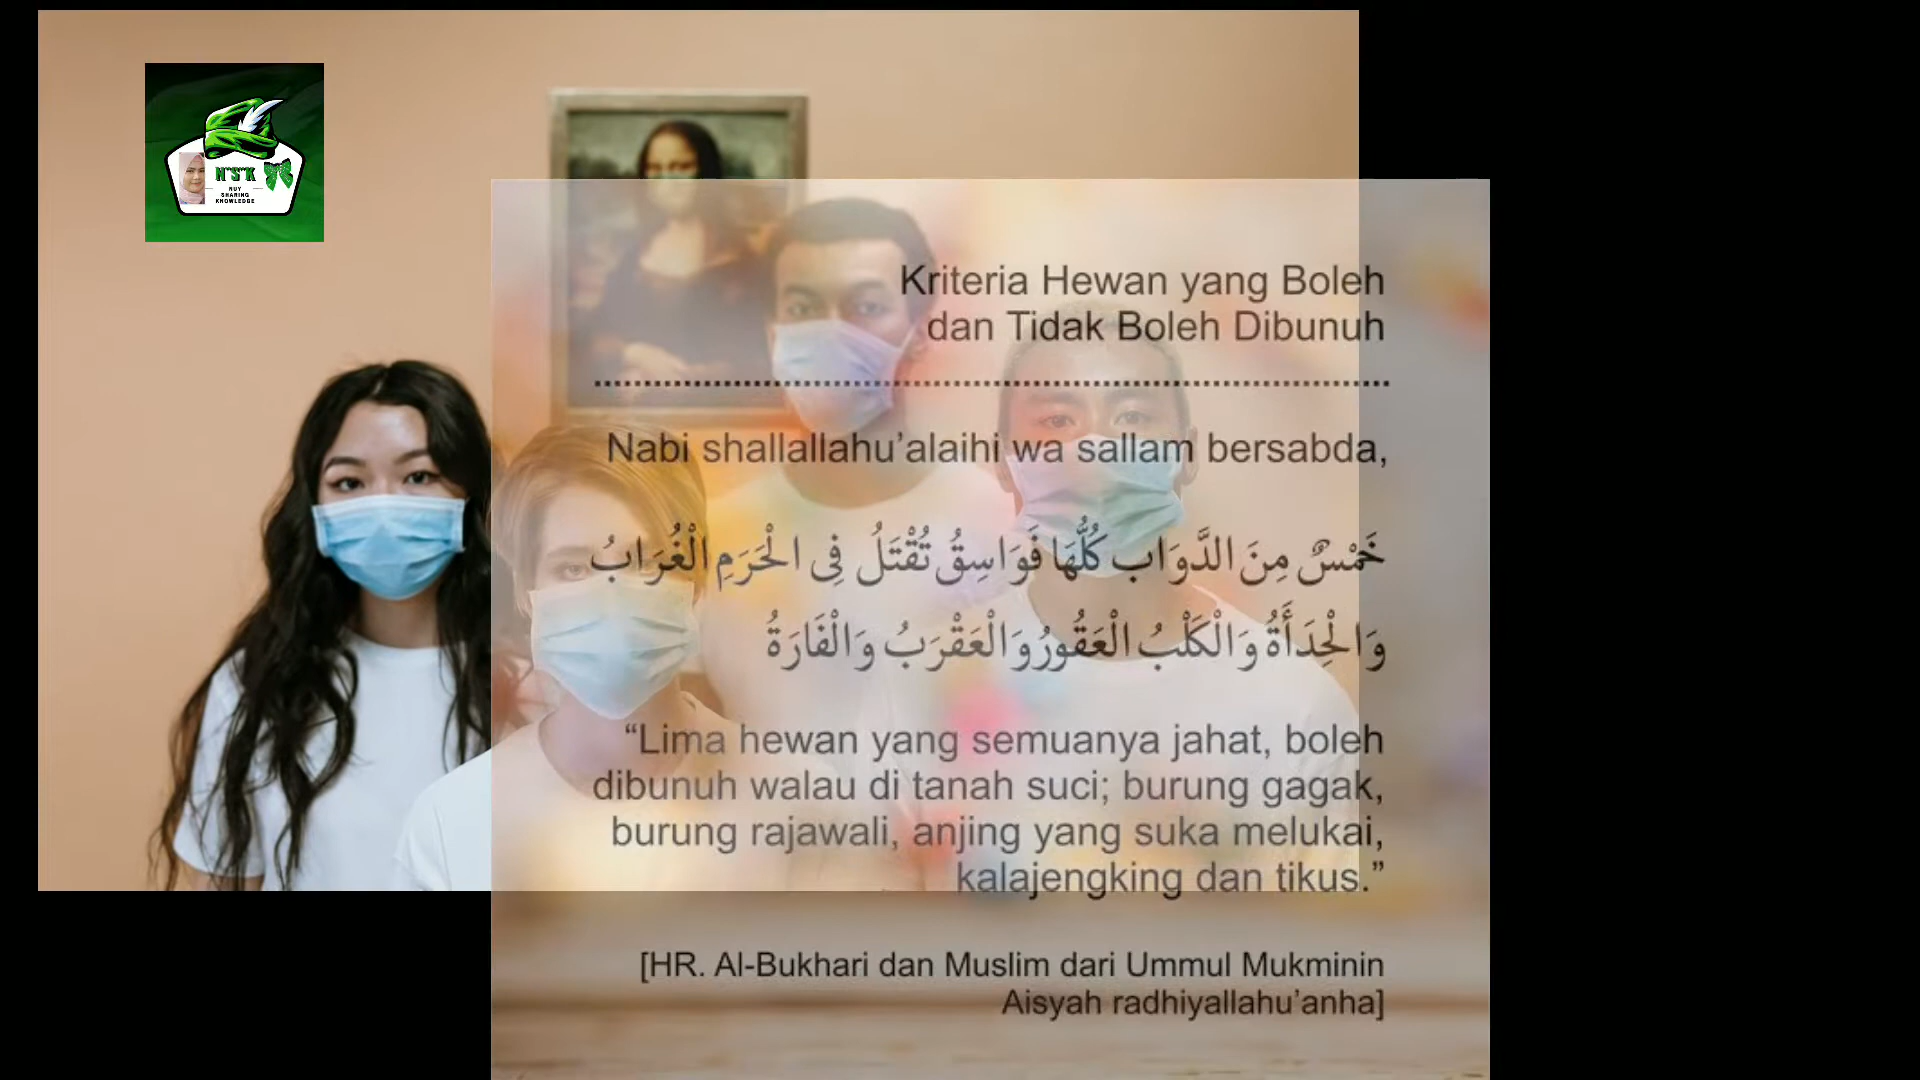 N"S"K
NUY
SHARING
KNOWLEDGE
Kriteria Hewan yang Boleh
dan Tidak Boleh Dibunuh
Nabi shallallahu’alaihi wa sallam bersabda,
خَمْسٌ مِنَ الدَّوَابِ كُلُّهَا فَوَاسِقُ تُقْتَلُ فِى الْحَرَمِ الْغُرَابُ
وَالْحِدَأَةُ وَالْكَلْبُ الْعَقُورُ وَالْعَقْرَبُ وَالْفَارَةُ
“Lima hewan yang semuanya jahat, boleh
dibunuh walau di tanah suci; burung gagak,
burung rajawali, anjing yang suka melukai,
kalajengking dan tikus.”
[HR. Al-Bukhari dan Muslim dari Ummul Mukminin
Aisyah radhiyallahu’anha]